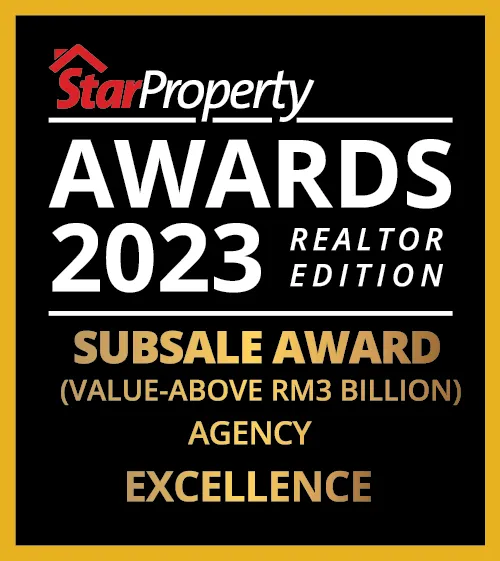 StarProperty
AWARDS
2023 REALTOR
EDITION
SUBSALE AWARD
(VALUE-ABOVE RM3 BILLION)
AGENCY
EXCELLENCE